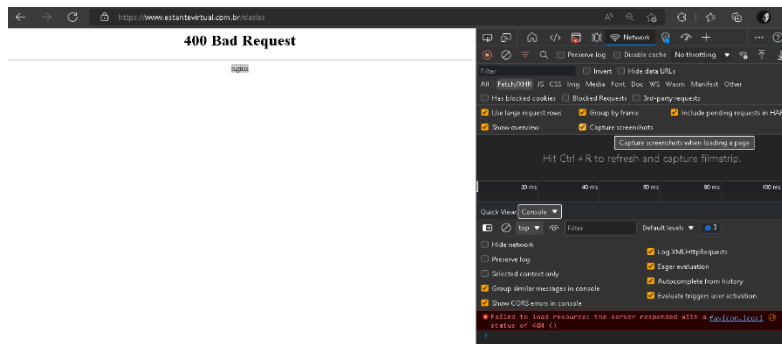 https://www.estantevirtual.com.br/dados
400 Bad Request
nginx
Network
Preserve log
Disable cache
No throttling
Filter
Invert
Hide data URLs
All
Fetch/XHR
JS
CSS
Img
Media
Font
Doc
WS
Wasm
Manifest
Other
Has blocked cookies
Blocked Requests
3rd-party requests
Use large request rows
Group by frame
Include pending requests in HAR
Show overview
Capture screenshots
Capture screenshots when loading a page
Hit Ctrl + R to refresh and capture filmstrip.
20 ms
40 ms
60 ms
80 ms
100 ms
Quick View:
Console
top
Filter
Default levels
3
Hide network
Log XMLHttpRequests
Preserve log
Eager evaluation
Selected context only
Autocomplete from history
Group similar messages in console
Evaluate triggers user activation
Show CORS errors in console
Failed to load resource: the server responded with a favicon.ico:1
status of 404 ()